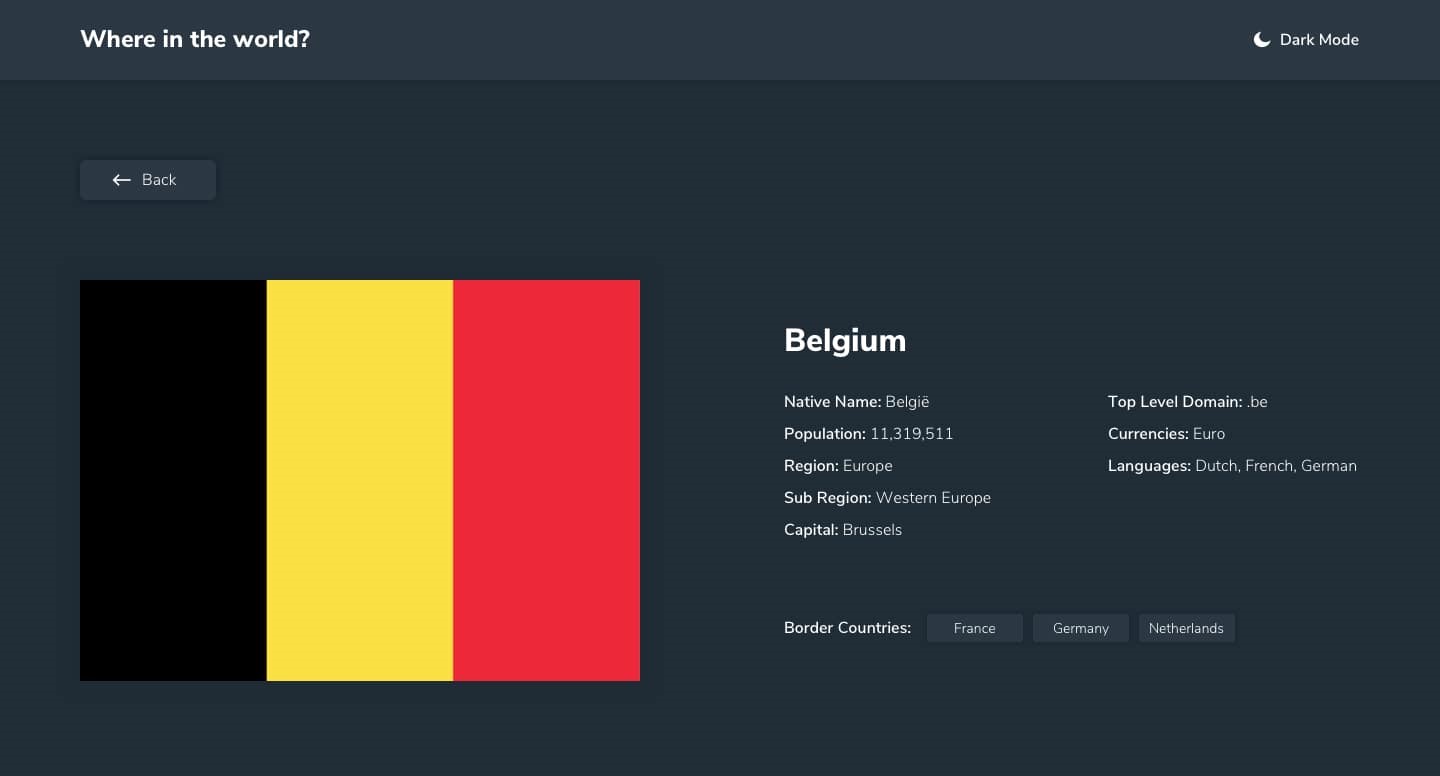 Where in the world?
Dark Mode
Back
Belgium
Native Name: België
Population: 11,319,511
Region: Europe
Sub Region: Western Europe
Capital: Brussels
Top Level Domain: .be
Currencies: Euro
Languages: Dutch, French, German
Border Countries: France Germany Netherlands